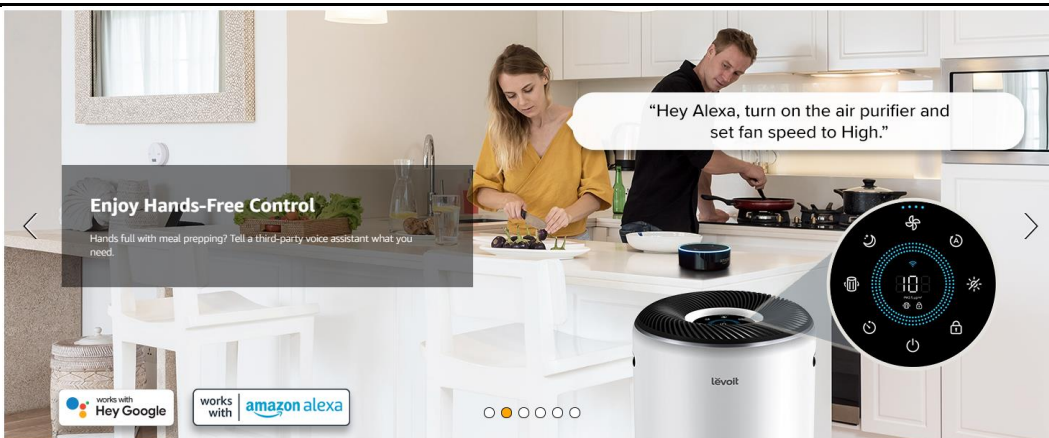 “Hey Alexa, turn on the air purifier and
set fan speed to High.”
Enjoy Hands-Free Control
Hands full with meal prepping? Tell a third-party voice assistant what you
need.
A
10
levoit
works with
Hey Google
works
with
amazon alexa